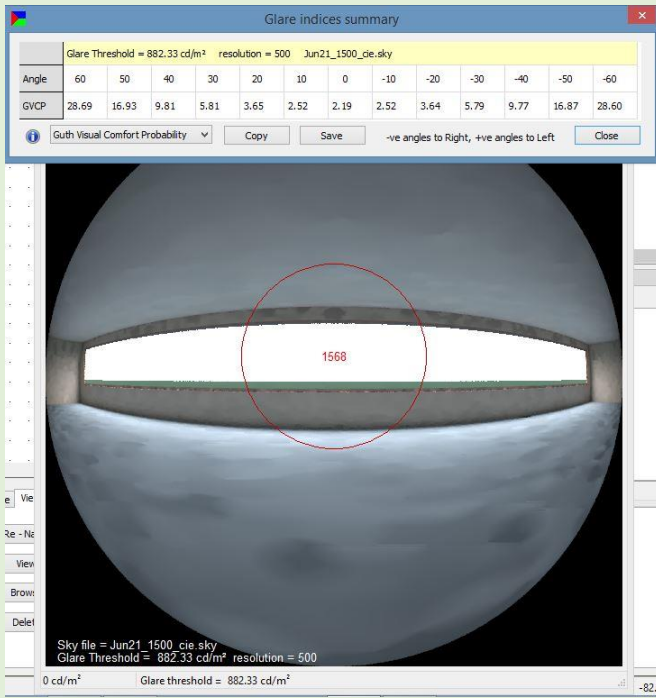 Glare indices summary
Glare Threshold = 882.33 cd/m² resolution = 500 Jun21_1500_cie.sky
Angle 60 50 40 30 20 10 0 -10 -20 -30 -40 -50 -60
GVCP 28.69 16.93 9.81 5.81 3.65 2.52 2.19 2.52 3.64 5.79 9.77 16.87 28.60
Guth Visual Comfort Probability Copy Save -ve angles to Right, +ve angles to Left Close
1568
e Vie
Re - Na
View
Brows
Delet
Sky file = Jun21_1500_cie.sky
Glare Threshold = 882.33 cd/m² resolution = 500
0 cd/m² Glare threshold = 882.33 cd/m²